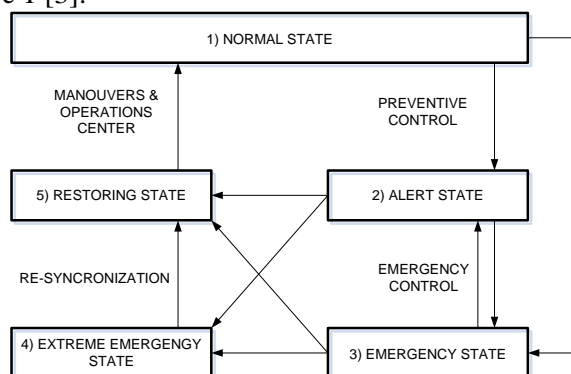 e 1 [3].
1) NORMAL STATE
MANOUVERS &
OPERATIONS
CENTER
PREVENTIVE
CONTROL
5) RESTORING STATE
2) ALERT STATE
RE-SYNCRONIZATION
EMERGENCY
CONTROL
4) EXTREME EMERGENGY
STATE
3) EMERGENCY STATE